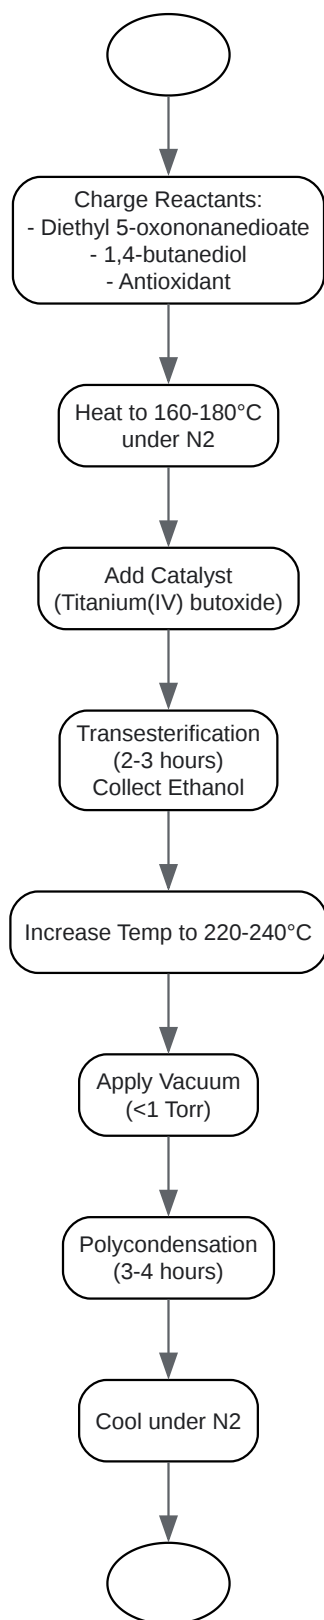 Charge Reactants:
- Diethyl 5-oxononanedioate
- 1,4-butanediol
- Antioxidant
Heat to 160-180°C
under N2
Add Catalyst
(Titanium(IV) butoxide)
Transesterification
(2-3 hours)
Collect Ethanol
Increase Temp to 220-240°C
Apply Vacuum
(<1 Torr)
Polycondensation
(3-4 hours)
Cool under N2